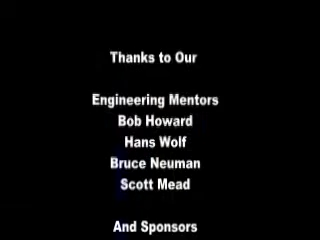 Thanks to Our
Engineering Mentors
Bob Howard
Hans Wolf
Bruce Neuman
Scott Mead
And Sponsors